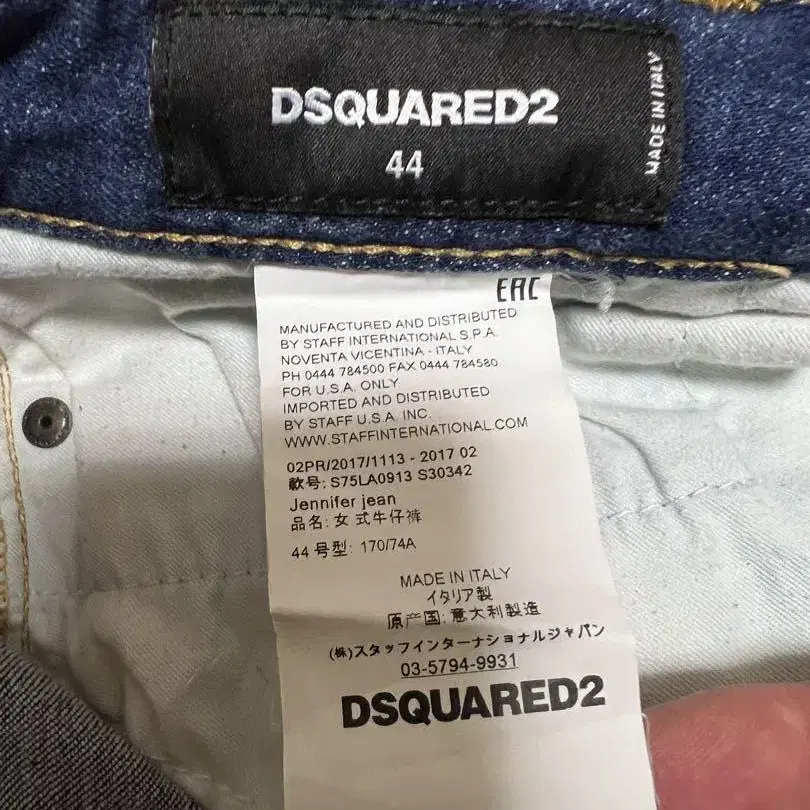 DSQUARED2
44
MADE IN ITALY
EAC
MANUFACTURED AND DISTRIBUTED
BY STAFF INTERNATIONAL S.P.A.
NOVENTA VICENTINA - ITALY
PH 0444 784500 FAX 0444 784580
FOR U.S.A. ONLY
IMPORTED AND DISTRIBUTED
BY STAFF U.S.A. INC.
WWW.STAFFINTERNATIONAL.COM
02PR/2017/1113 - 2017 02
款号: S75LA0913 S30342
Jennifer jean
品名: 女式牛仔裤
44 号型: 170/74A
MADE IN ITALY
イタリア製
原产国: 意大利製造
(株)スタッフインターナショナルジャパン
03-5794-9931
DSQUARED2